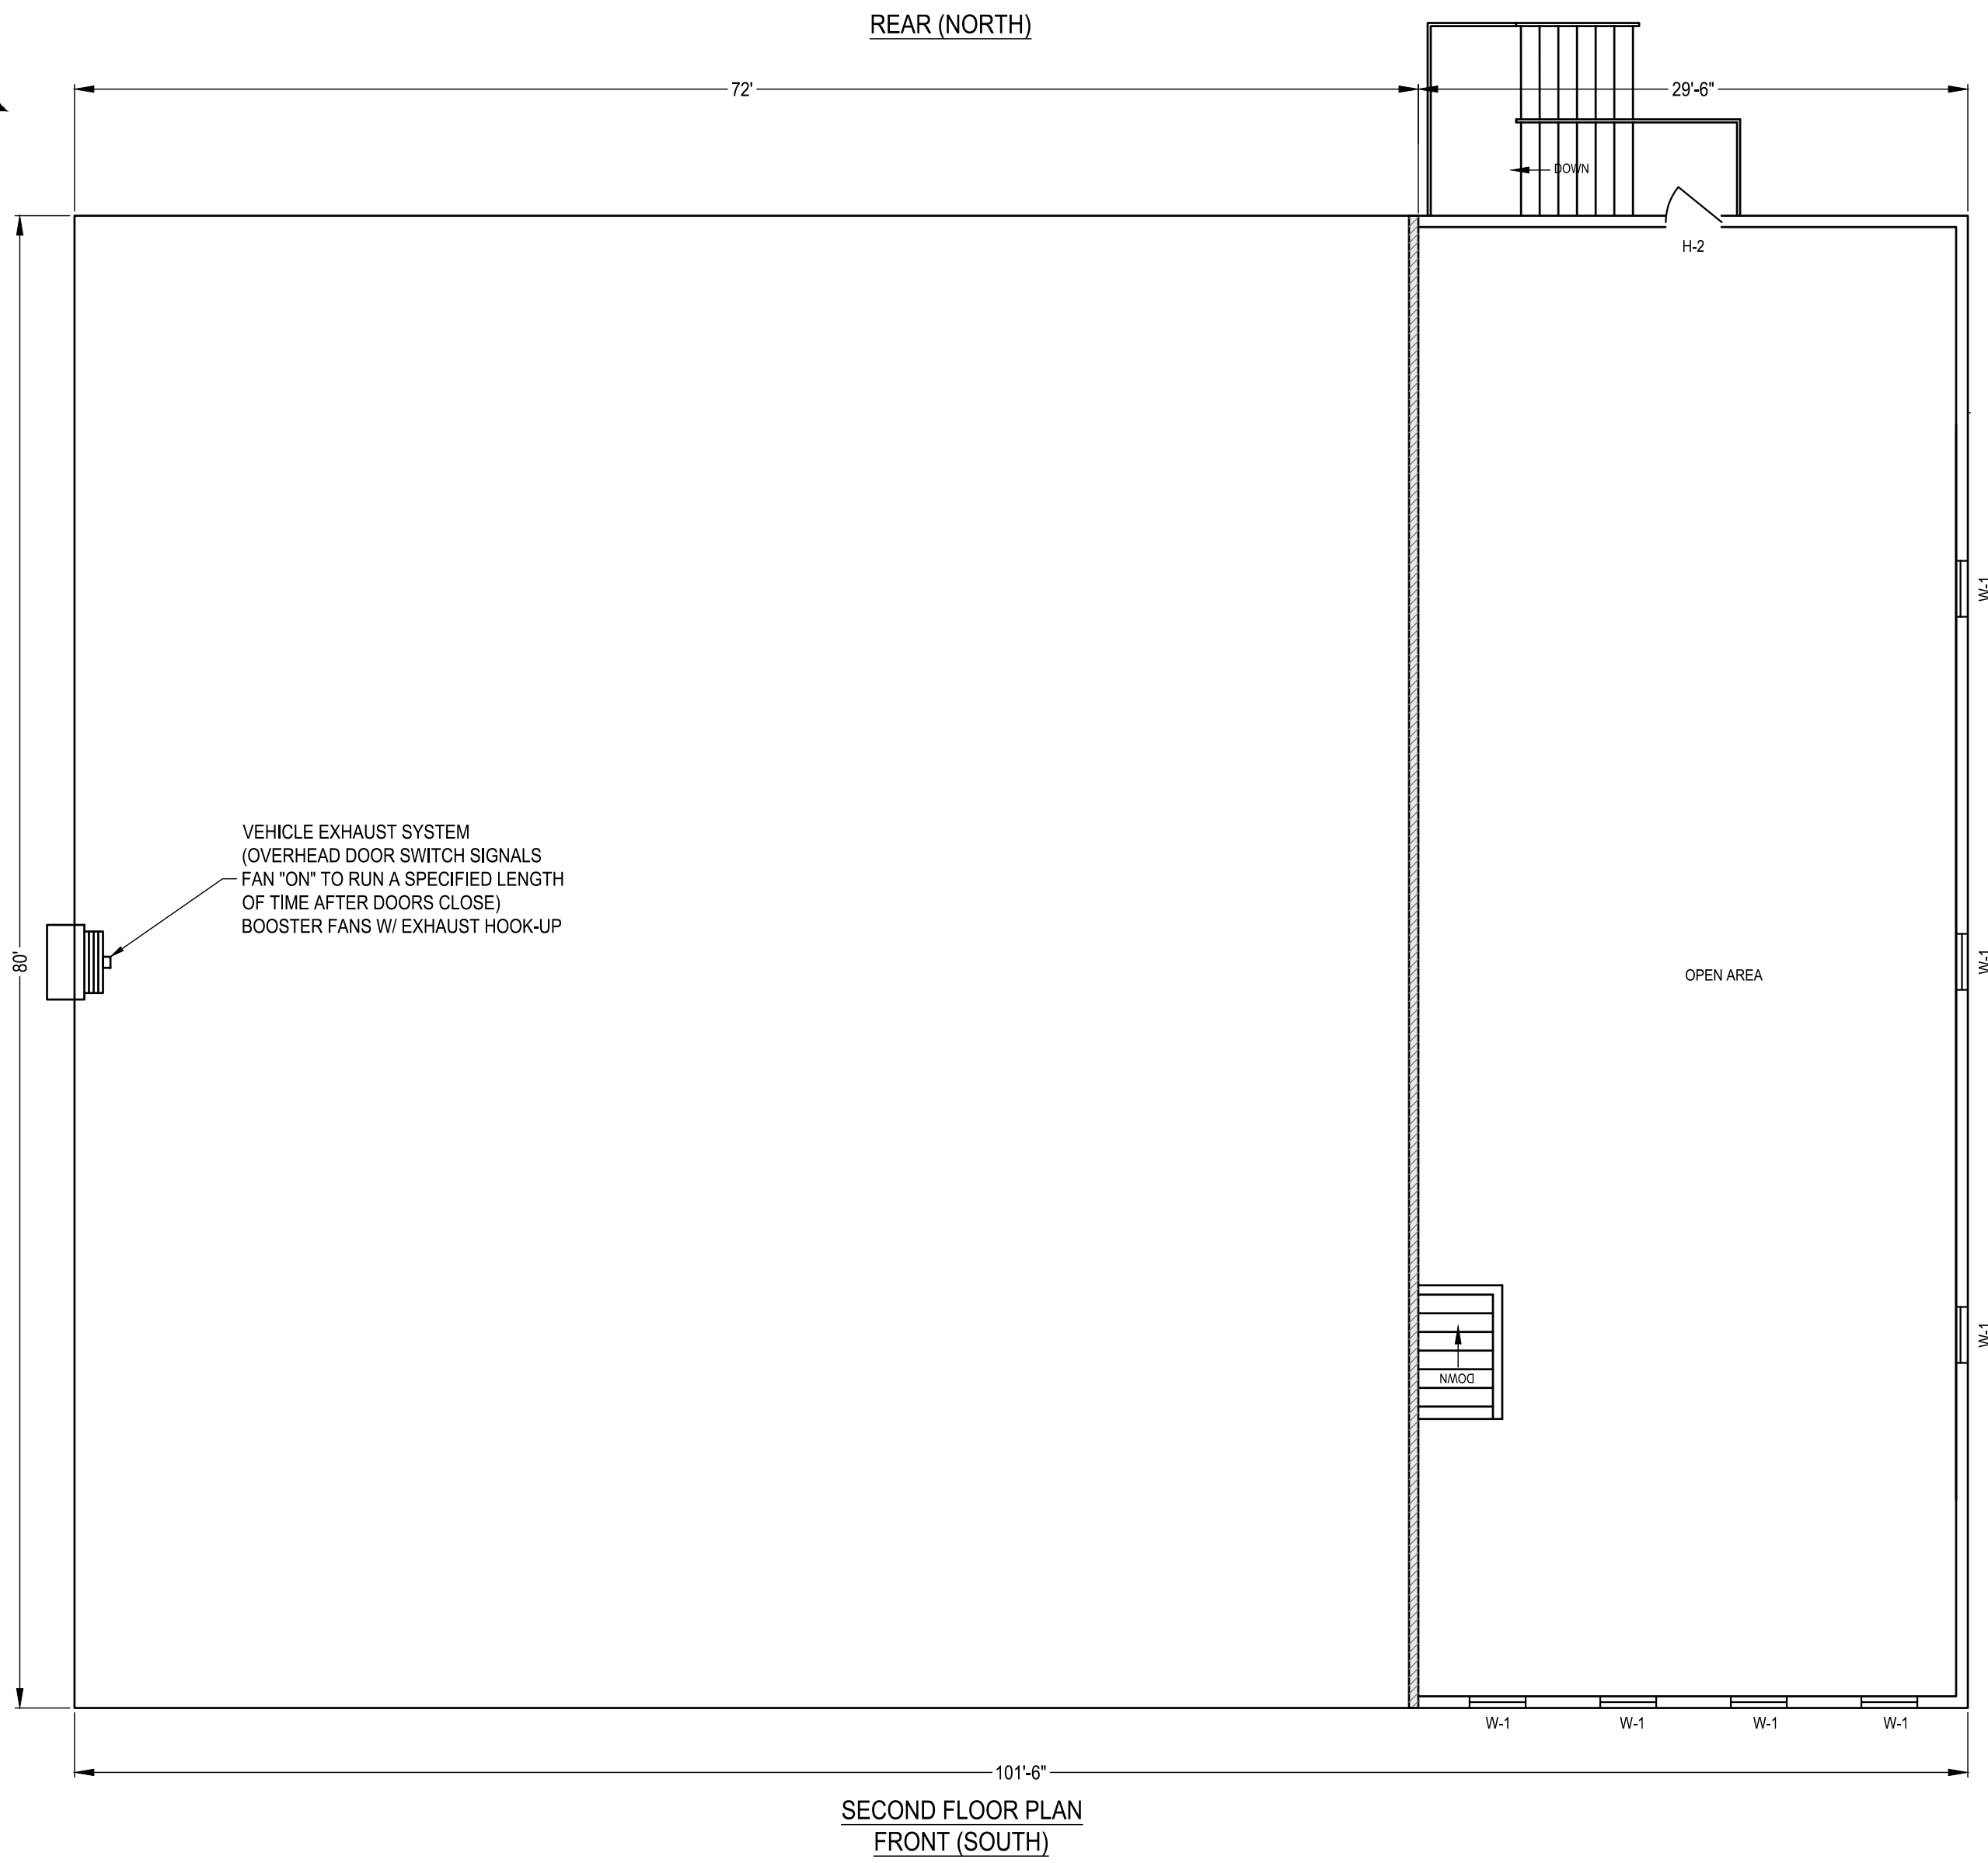 REAR (NORTH)
72'
29'-6"
DOWN
H-2
W-1
VEHICLE EXHAUST SYSTEM
(OVERHEAD DOOR SWITCH SIGNALS
FAN "ON" TO RUN A SPECIFIED LENGTH
OF TIME AFTER DOORS CLOSE)
BOOSTER FANS W/ EXHAUST HOOK-UP
80'
W-1
OPEN AREA
W-1
DOWN
W-1
W-1
W-1
W-1
101'-6"
SECOND FLOOR PLAN
FRONT (SOUTH)